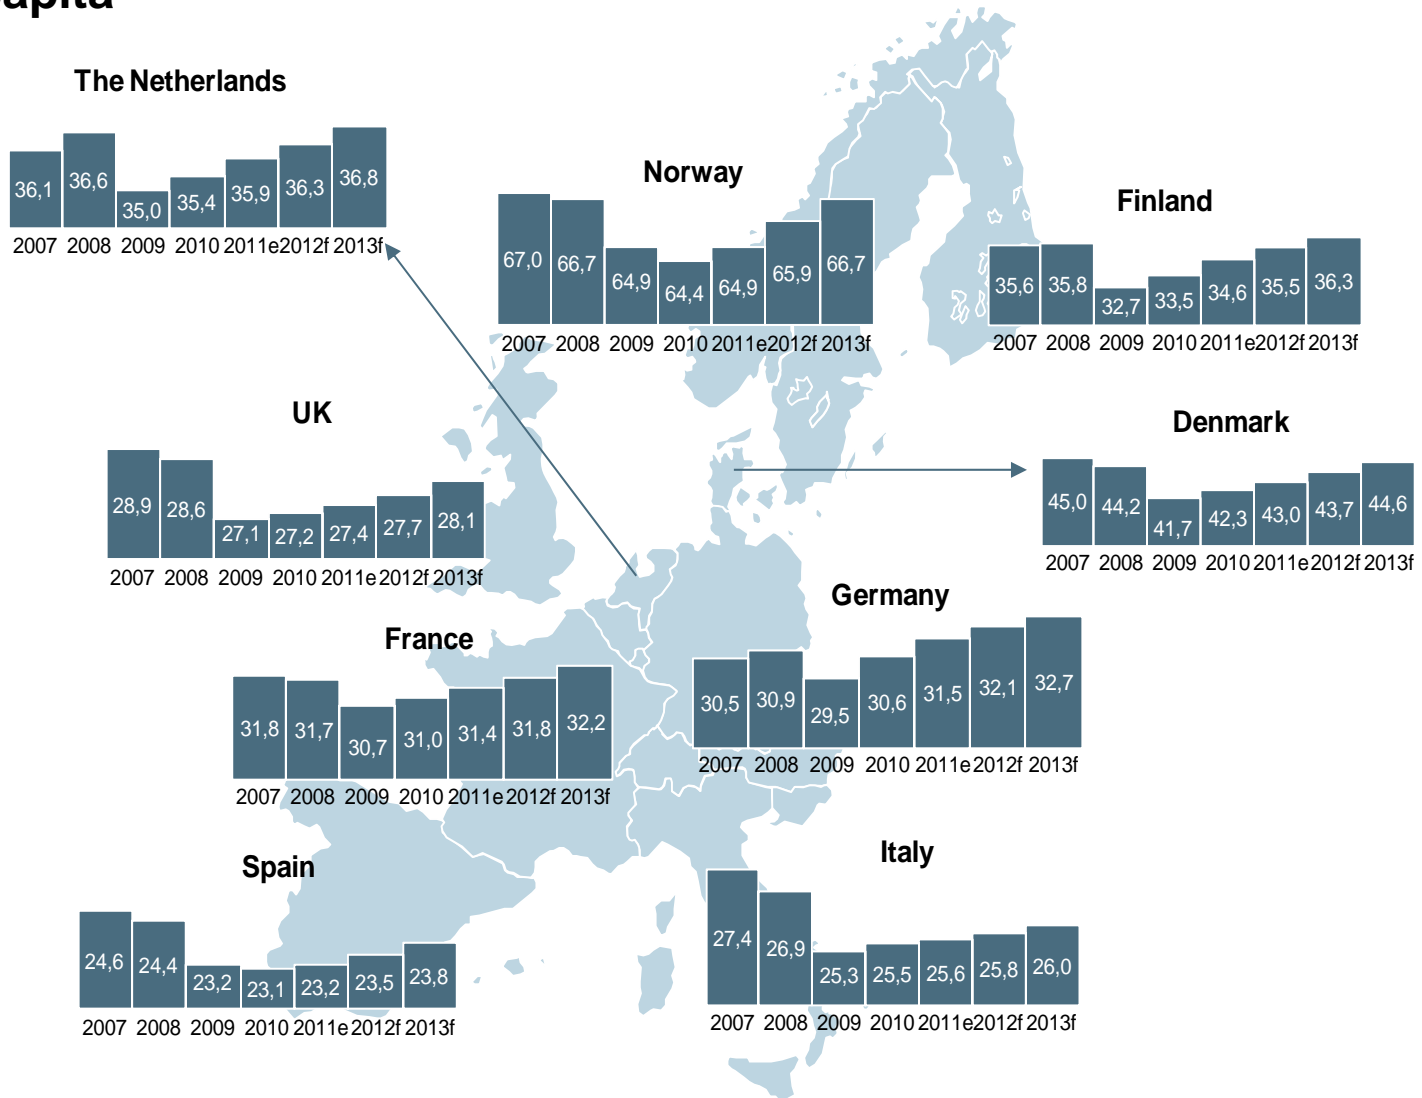 The Netherlands
36,1 36,6 35,0 35,4 35,9 36,3 36,8
2007 2008 2009 2010 2011e 2012f 2013f
Norway
67,0 66,7 64,9 64,4 64,9 65,9 66,7
2007 2008 2009 2010 2011e 2012f 2013f
Finland
35,6 35,8 32,7 33,5 34,6 35,5 36,3
2007 2008 2009 2010 2011e 2012f 2013f
UK
28,9 28,6 27,1 27,2 27,4 27,7 28,1
2007 2008 2009 2010 2011e 2012f 2013f
Denmark
45,0 44,2 41,7 42,3 43,0 43,7 44,6
2007 2008 2009 2010 2011e 2012f 2013f
France
31,8 31,7 30,7 31,0 31,4 31,8 32,2
2007 2008 2009 2010 2011e 2012f 2013f
Germany
30,5 30,9 29,5 30,6 31,5 32,1 32,7
2007 2008 2009 2010 2011e 2012f 2013f
Spain
24,6 24,4 23,2 23,1 23,2 23,5 23,8
2007 2008 2009 2010 2011e 2012f 2013f
Italy
27,4 26,9 25,3 25,5 25,6 25,8 26,0
2007 2008 2009 2010 2011e 2012f 2013f